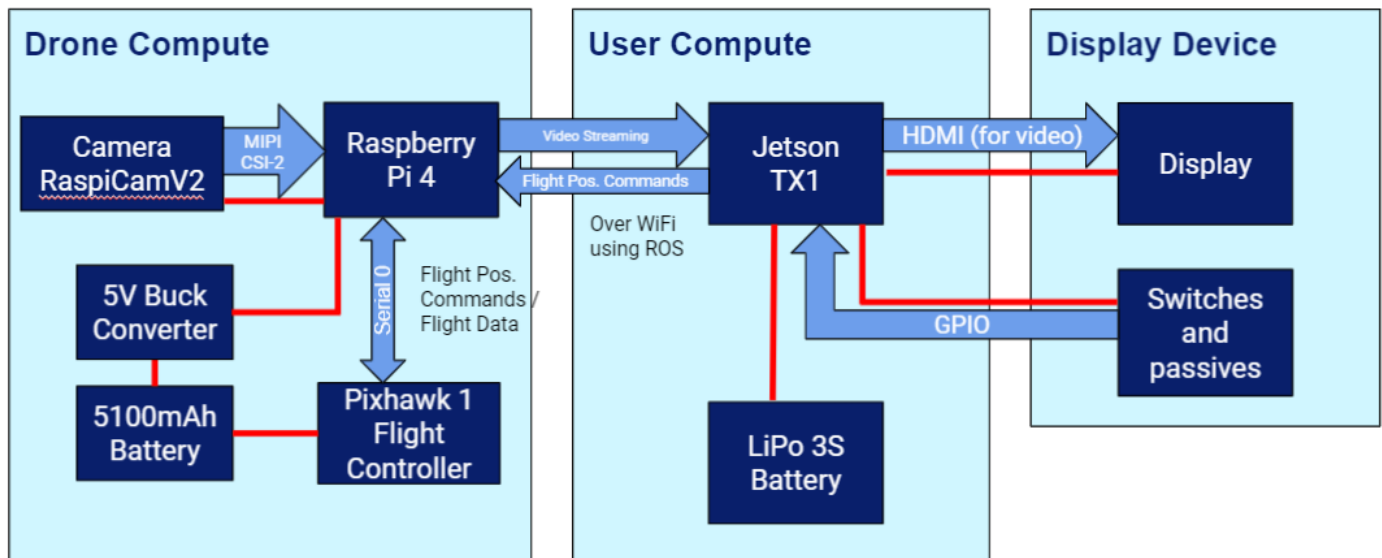 Drone Compute
User Compute
Display Device
Camera
RaspiCamV2
MIPI
CSI-2
Raspberry
Pi 4
Video Streaming
Flight Pos. Commands
Jetson
TX1
HDMI (for video)
Display
Over WiFi
using ROS
5V Buck
Converter
Serial 0
Flight Pos.
Commands /
Flight Data
GPIO
Switches
and
passives
5100mAh
Battery
Pixhawk 1
Flight
Controller
LiPo 3S
Battery